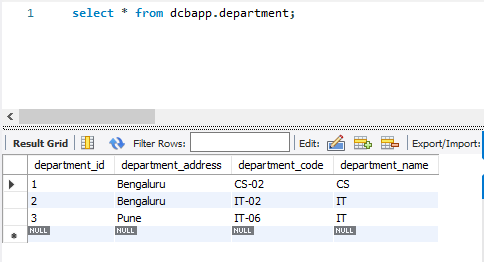 1 select * from dcbapp.department;
Result Grid Filter Rows: Edit: Export/Import:
department_id department_address department_code department_name
1 Bengaluru CS-02 CS
2 Bengaluru IT-02 IT
3 Pune IT-06 IT
NULL NULL NULL NULL